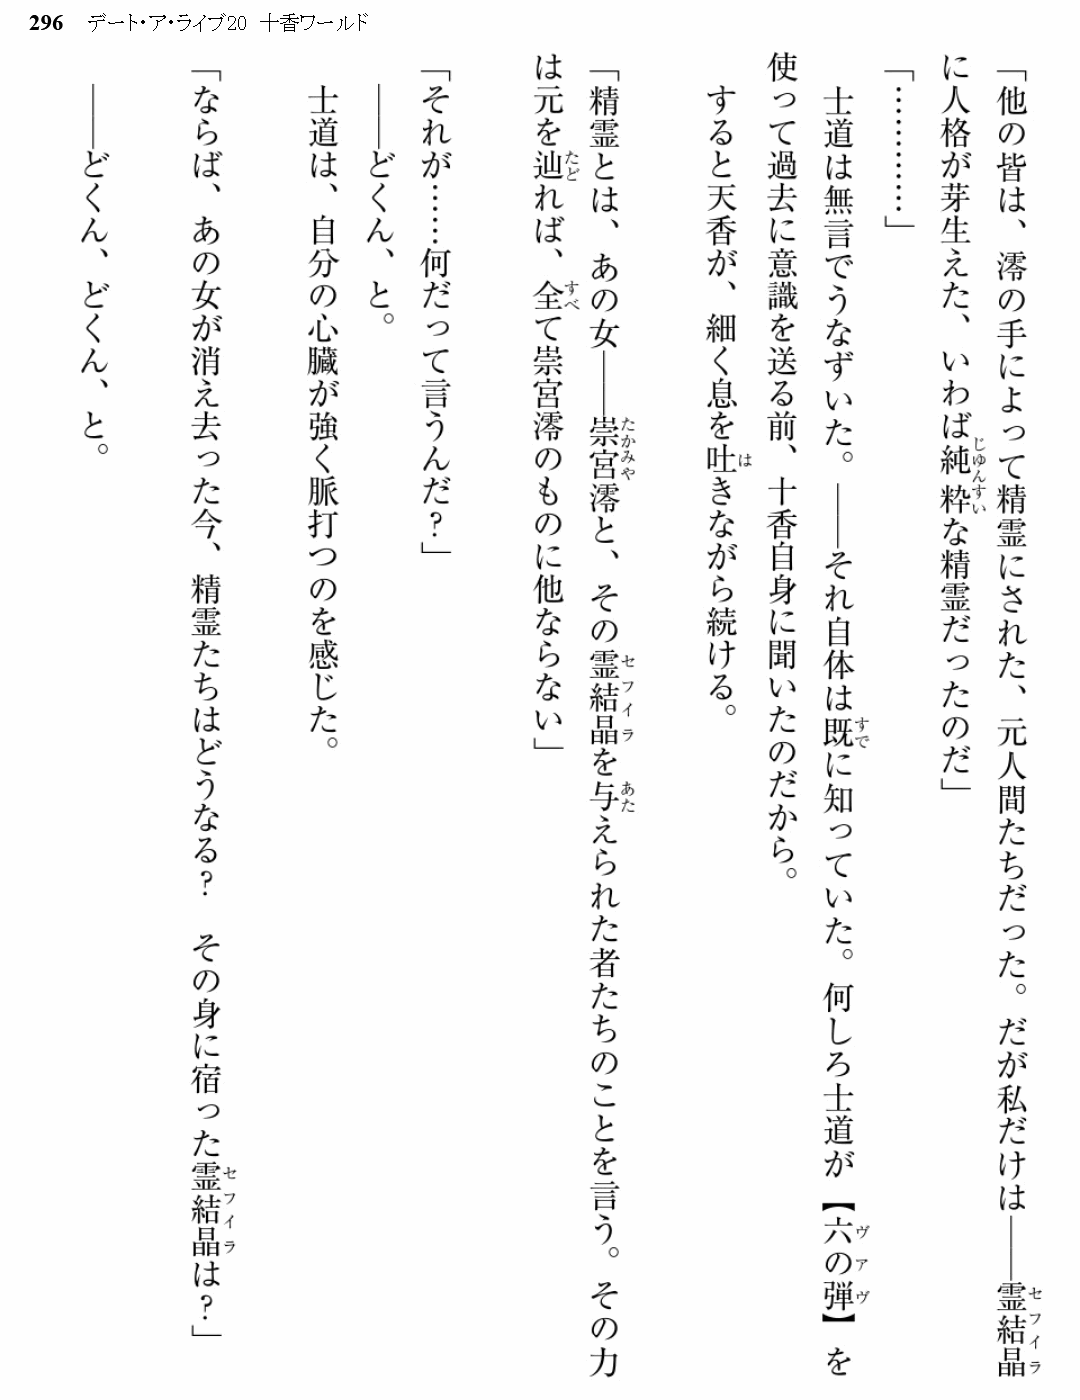 296 デート・ア・ライブ20 十香ワールド
「他の皆は、澪の手によって精霊にされた、元人間たちだった。だが私だけは――霊結晶
に人格が芽生えた、いわば純粋な精霊だったのだ」
「…………」
士道は無言でうなずいた。――それ自体は既に知っていた。何しろ士道が【六の弾】を
使って過去に意識を送る前、十香自身に聞いたのだから。
すると天香が、細く息を吐きながら続ける。
「精霊とは、あの女――崇宮澪と、その霊結晶を与えられた者たちのことを言う。その力
は元を辿れば、全て崇宮澪のものに他ならない」
「それが……何だって言うんだ?」
――どくん、と。
士道は、自分の心臓が強く脈打つのを感じた。
「ならば、あの女が消え去った今、精霊たちはどうなる? その身に宿った霊結晶は?」
――どくん、どくん、と。